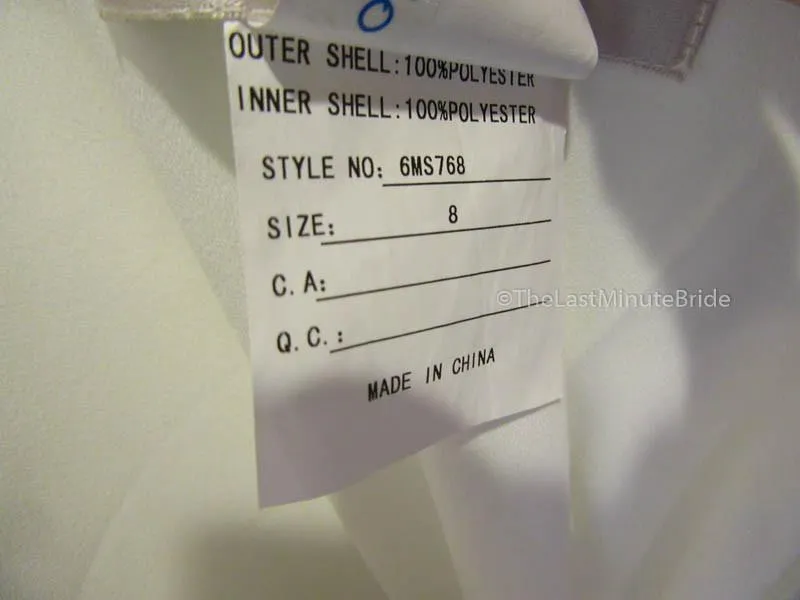 OUTER SHELL:100%POLYESTER
INNER SHELL:100%POLYESTER
STYLE NO: 6MS768
SIZE: 8
C.A:
©TheLastMinuteBride
Q.C.:
MADE IN CHINA